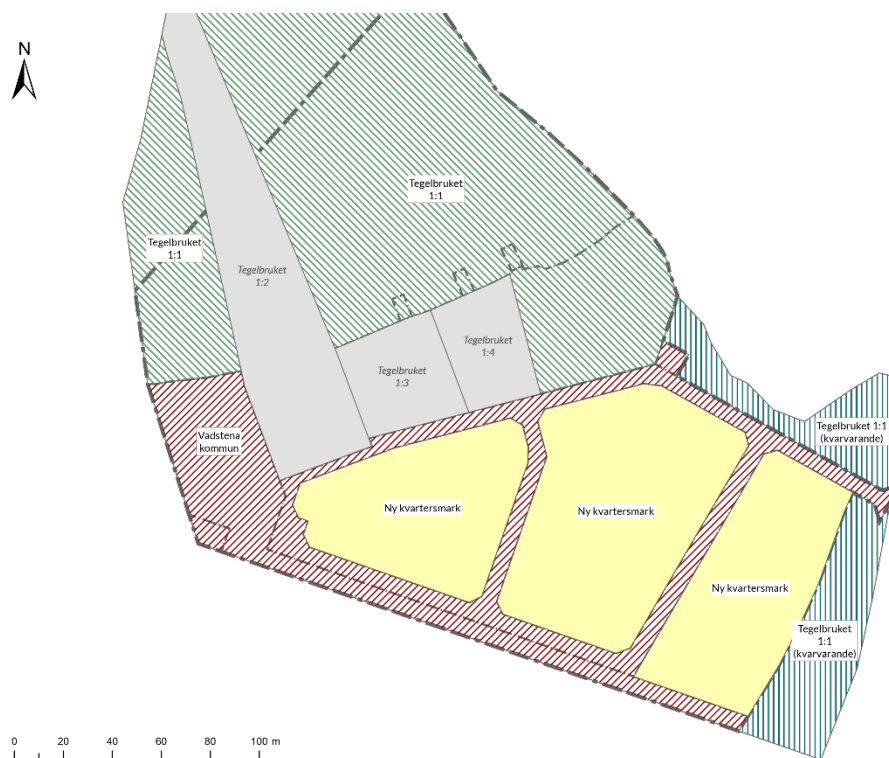 N
Tegelbruket
1:1
Tegelbruket
1:1
Tegelbruket
1:2
Tegelbruket
1:4
Tegelbruket
1:3
Vadstena
kommun
Tegelbruket 1:1
(kvarvarande)
Ny kvartersmark
Ny kvartersmark
Ny kvartersmark
Tegelbruket
1:1
(kvarvarande)
0 20 40 60 80 100 m